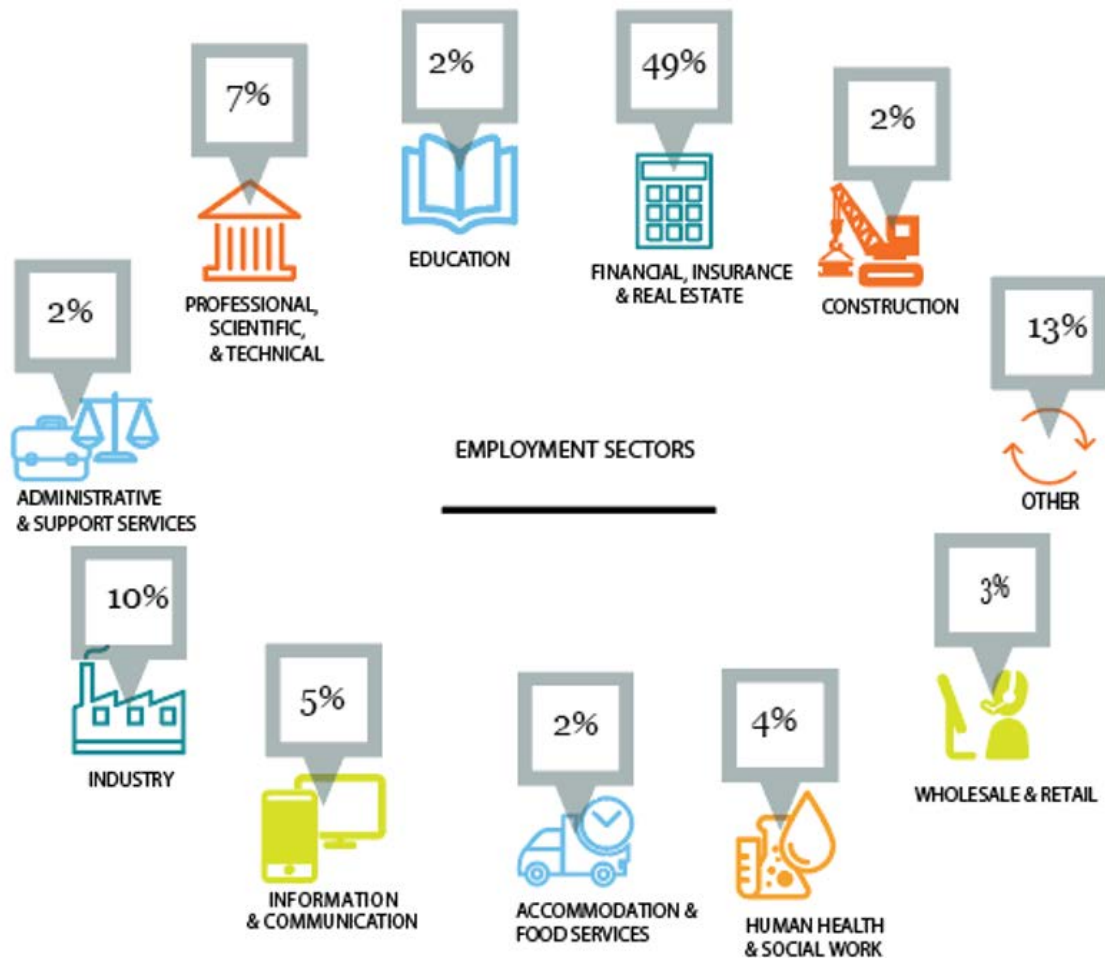 2%
49%
7%
2%
EDUCATION
FINANCIAL, INSURANCE
& REAL ESTATE
CONSTRUCTION
PROFESSIONAL,
SCIENTIFIC,
& TECHNICAL
2%
13%
EMPLOYMENT SECTORS
ADMINISTRATIVE
& SUPPORT SERVICES
OTHER
10%
3%
5%
2%
4%
INDUSTRY
WHOLESALE & RETAIL
INFORMATION
& COMMUNICATION
ACCOMMODATION &
FOOD SERVICES
HUMAN HEALTH
& SOCIAL WORK